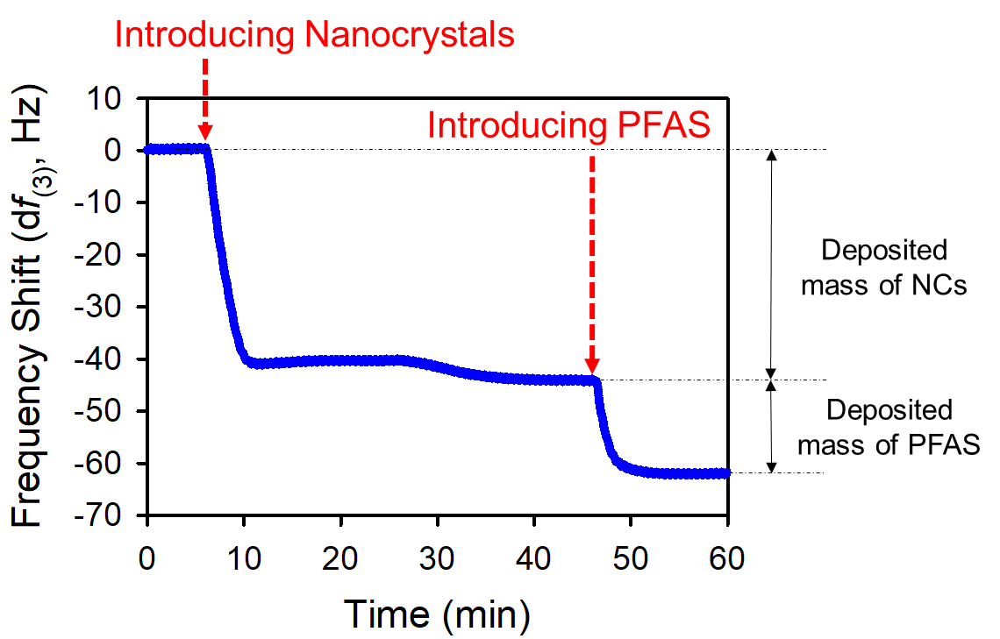 Introducing Nanocrystals
Introducing PFAS
Frequency Shift (df(3), Hz)
10
0
-10
-20
-30
-40
-50
-60
-70
0 10 20 30 40 50 60
Time (min)
Deposited
mass of NCs
Deposited
mass of PFAS